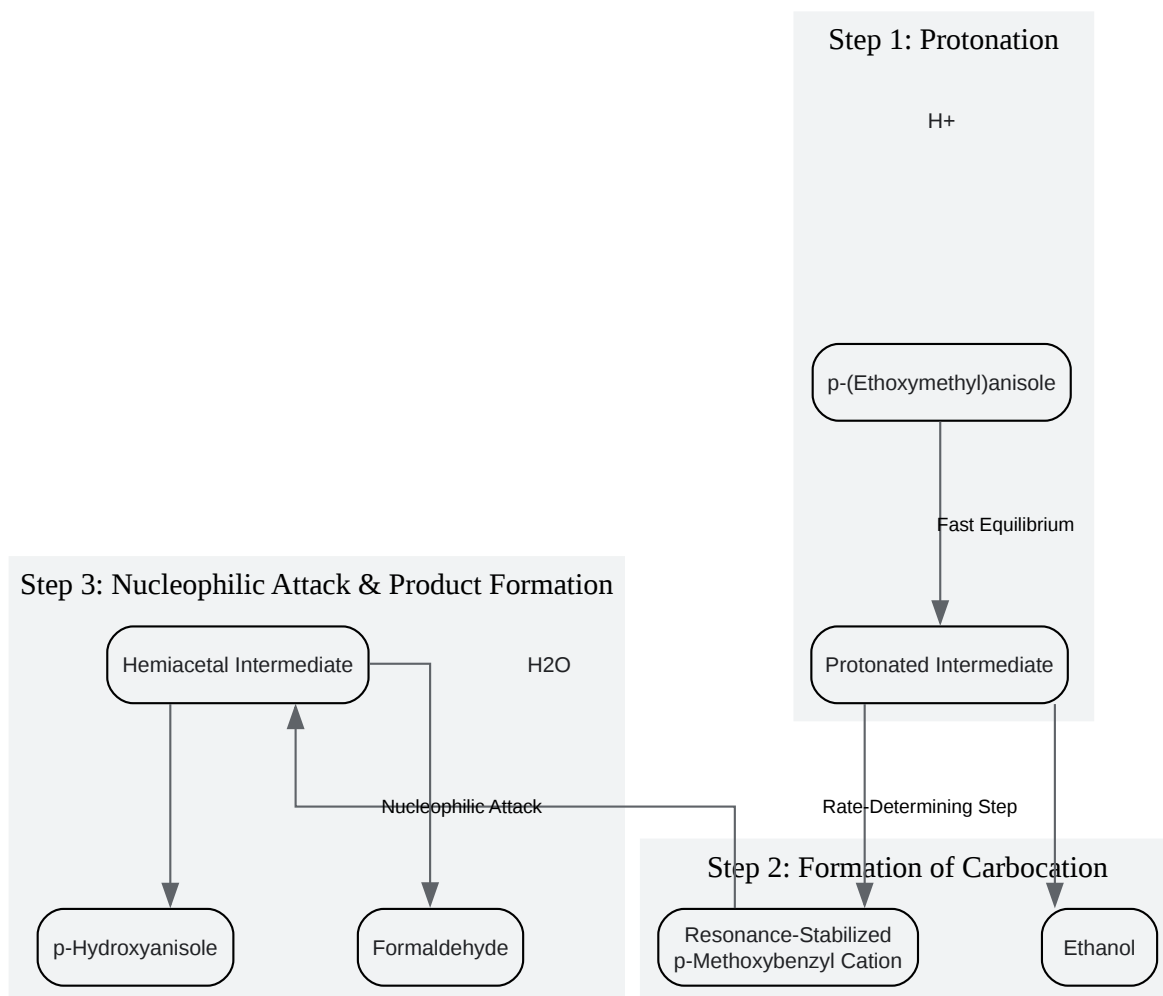 Step 1: Protonation
H+
p-(Ethoxymethyl)anisole
Fast Equilibrium
Protonated Intermediate
Rate-Determining Step
Step 2: Formation of Carbocation
Resonance-Stabilized
p-Methoxybenzyl Cation
Ethanol
Step 3: Nucleophilic Attack & Product Formation
Hemiacetal Intermediate
H2O
Nucleophilic Attack
p-Hydroxyanisole
Formaldehyde